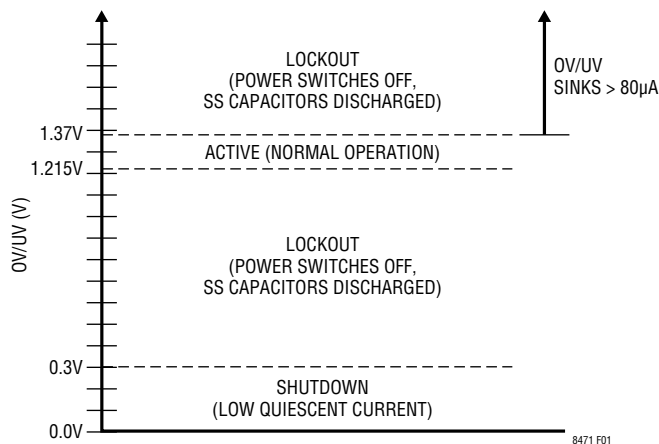 LOCKOUT
(POWER SWITCHES OFF,
SS CAPACITORS DISCHARGED)
OV/UV
SINKS > 80µA
1.37V
ACTIVE (NORMAL OPERATION)
1.215V
OV/UV (V)
LOCKOUT
(POWER SWITCHES OFF,
SS CAPACITORS DISCHARGED)
0.3V
SHUTDOWN
(LOW QUIESCENT CURRENT)
0.0V
8471 F01